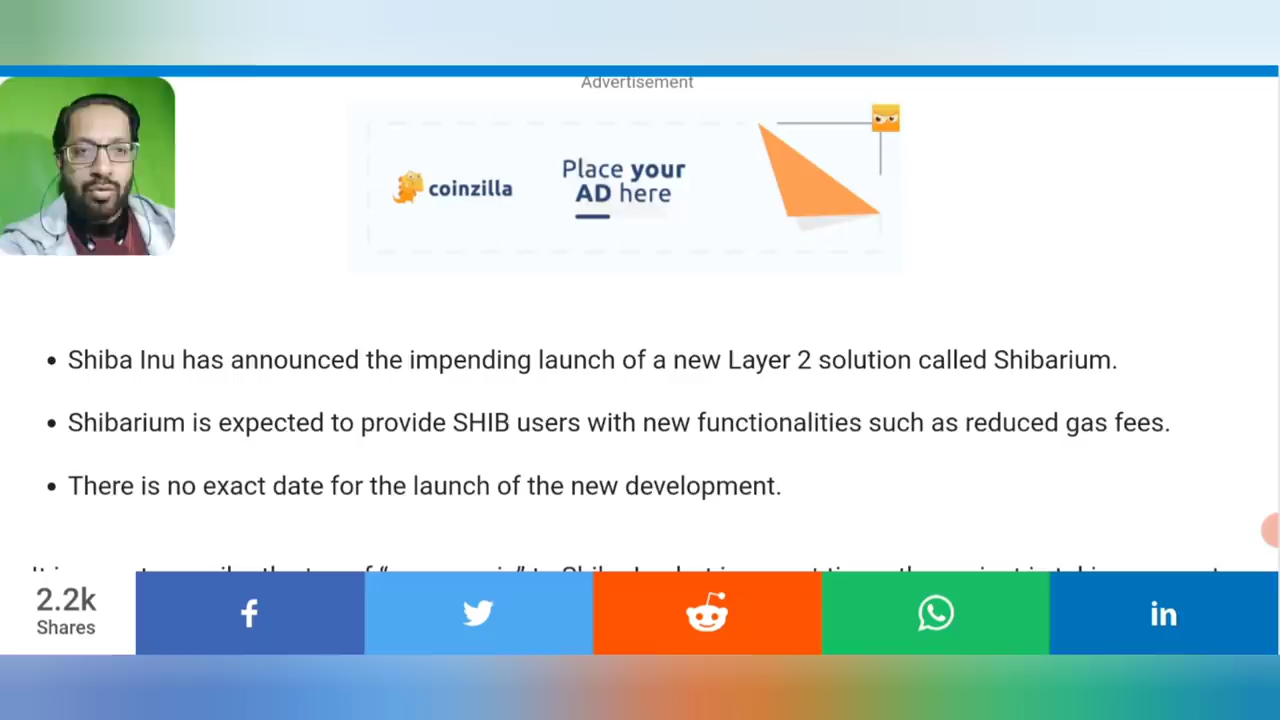 Advertisement
coinzilla
Place your
AD here
Shiba Inu has announced the impending launch of a new Layer 2 solution called Shibarium.
Shibarium is expected to provide SHIB users with new functionalities such as reduced gas fees.
There is no exact date for the launch of the new development.
2.2k
Shares